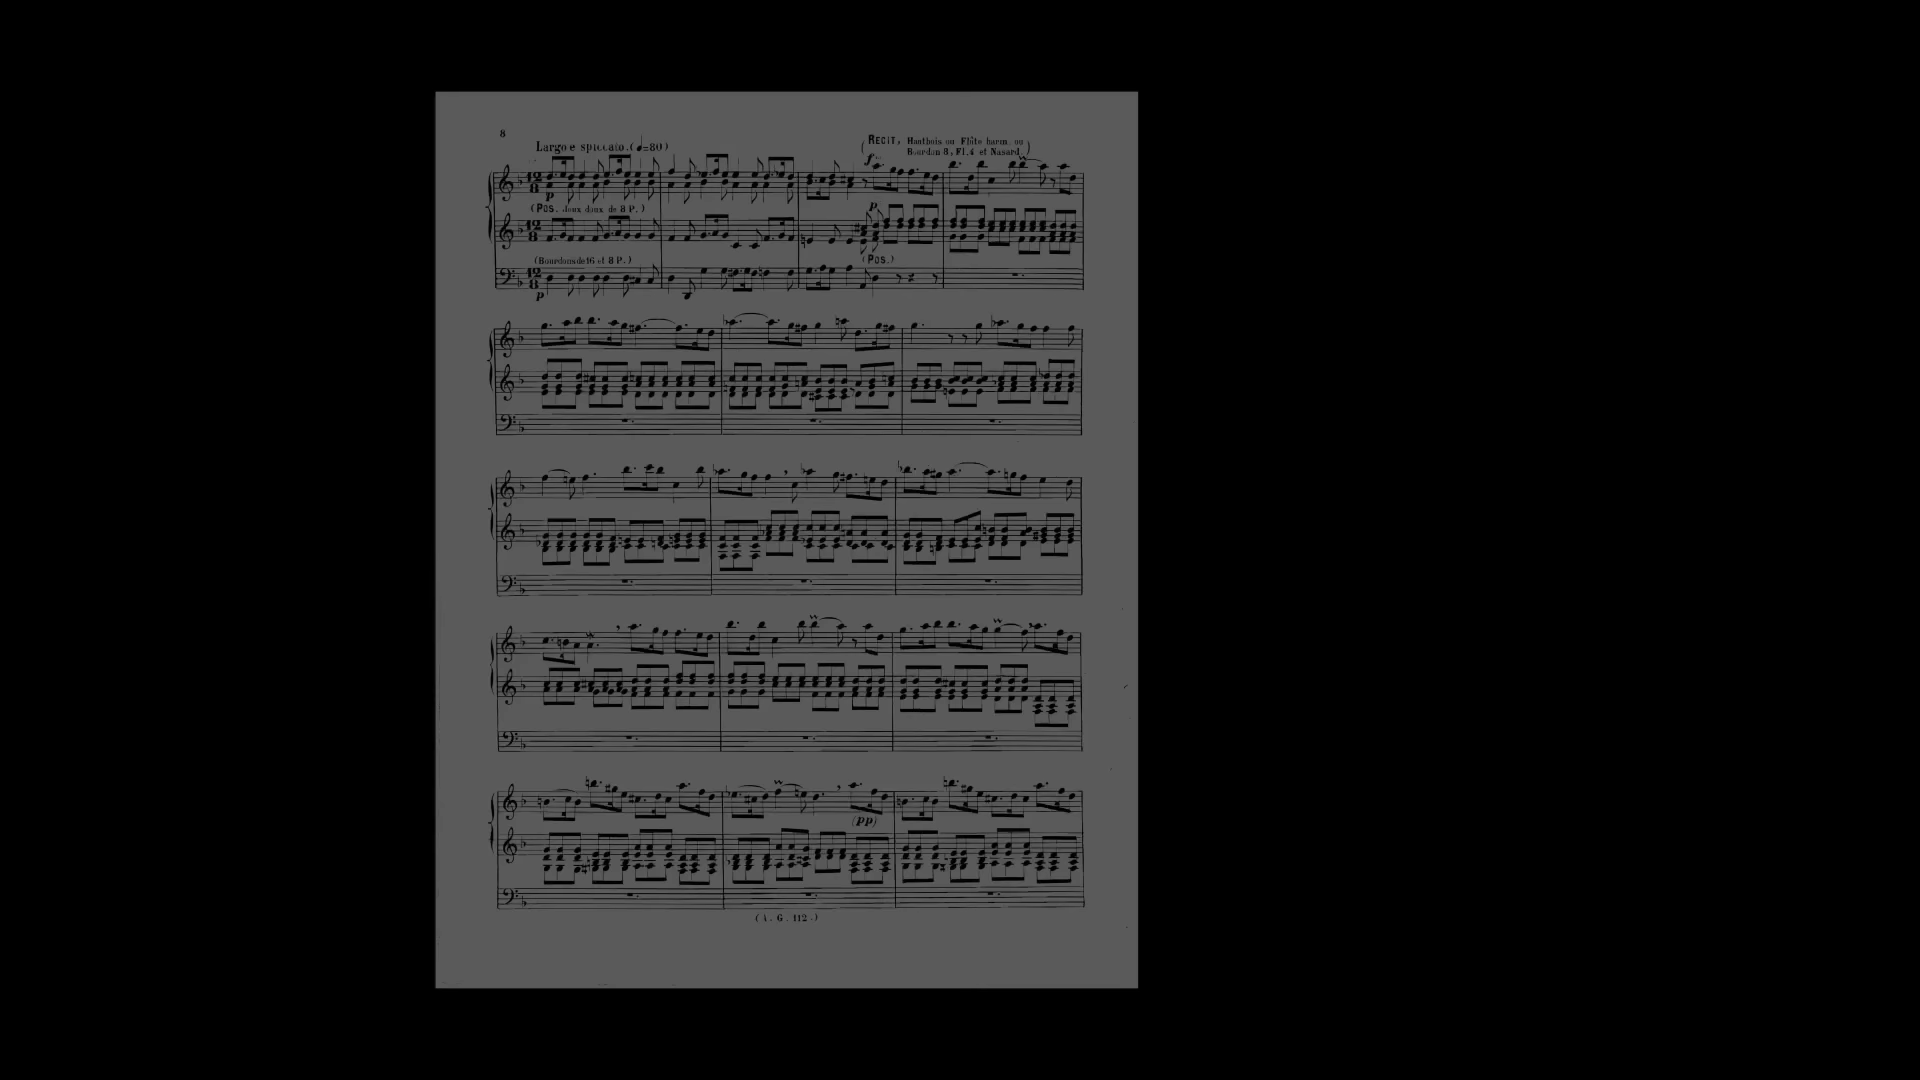 8
Largo e spiccato. (♩=80)
(RECIT, Hautbois ou Flûte harm. ou
Bourdon 8, Fl. 4 et Nasard.)
f
p
(POS. deux doux de 8 P.)
p
(Bourdons de 16 et 8 P.)
(POS.)
p
(pp)
(A. G. 112.)